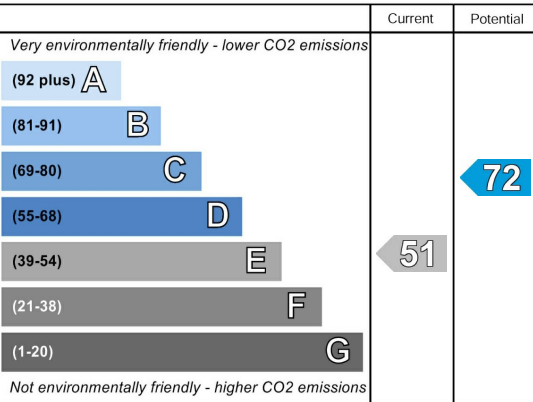 Current Potential
Very environmentally friendly - lower CO2 emissions
(92 plus) A
(81-91) B
(69-80) C
72
(55-68) D
(39-54) E
51
(21-38) F
(1-20) G
Not environmentally friendly - higher CO2 emissions